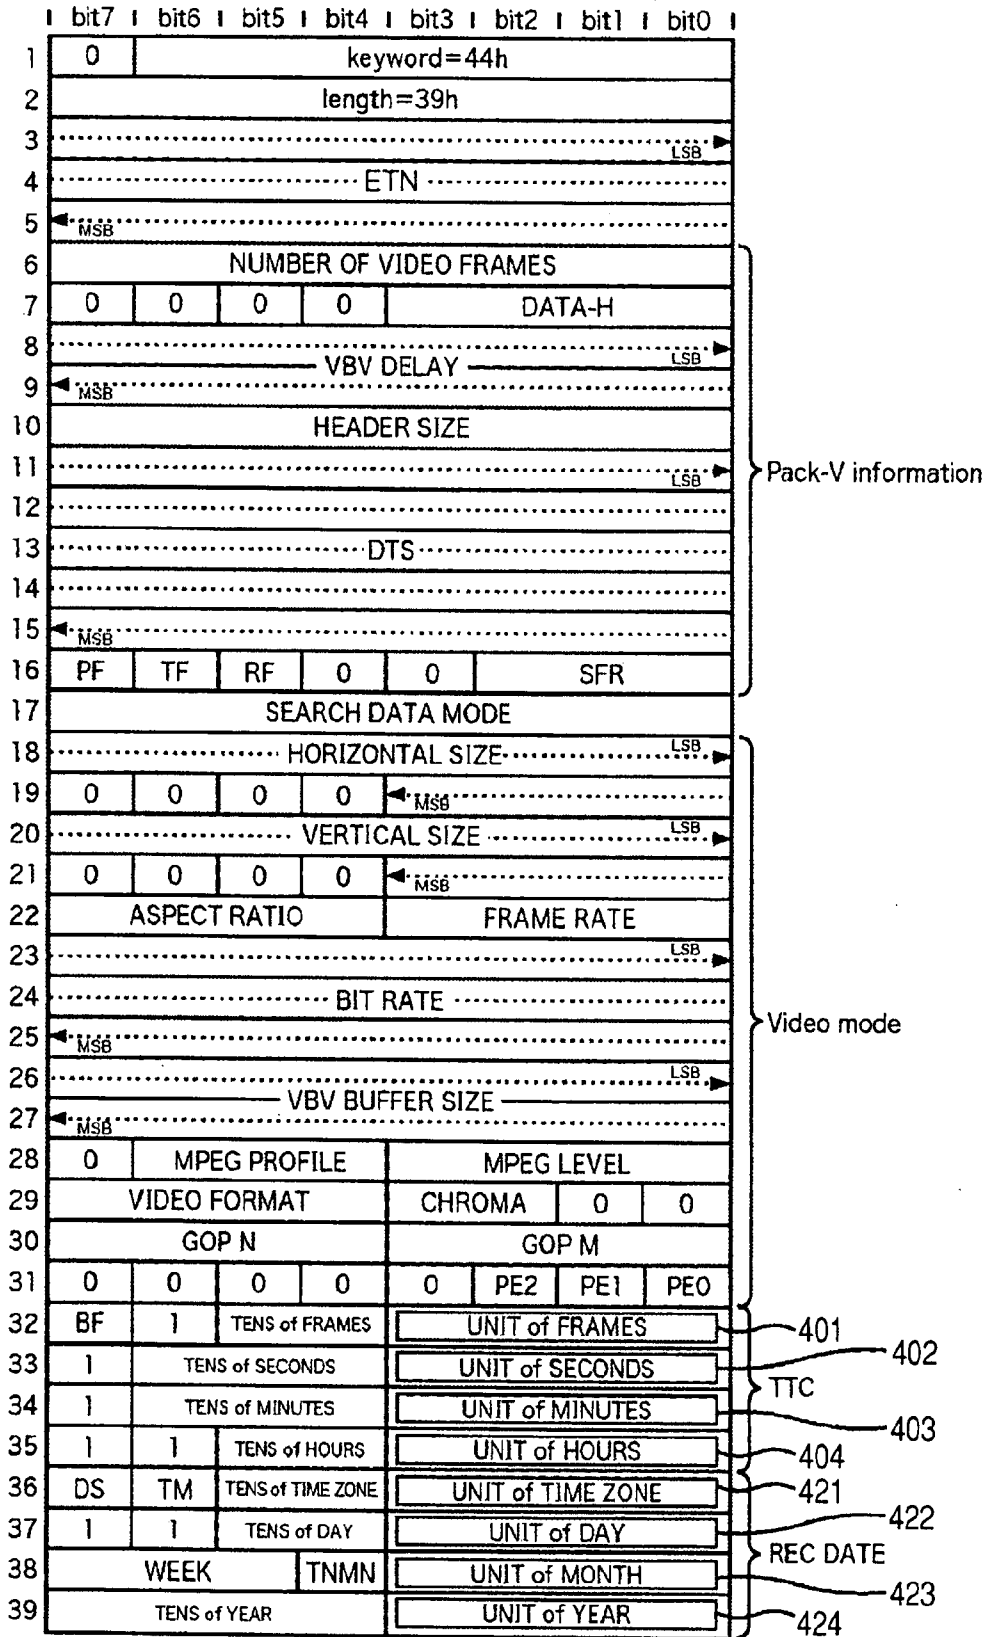 bit7 bit6 bit5 bit4 bit3 bit2 bit1 bit0
1 0 keyword=44h
2 length=39h
3 LSB
4 ETN
5 MSB
6 NUMBER OF VIDEO FRAMES
7 0 0 0 0 DATA-H
8 LSB
VBV DELAY
9 MSB
10 HEADER SIZE
11 LSB
Pack-V information
12
13 DTS
14
15 MSB
16 PF TF RF 0 0 SFR
17 SEARCH DATA MODE
18 HORIZONTAL SIZE LSB
19 0 0 0 0 MSB
20 VERTICAL SIZE LSB
21 0 0 0 0 MSB
22 ASPECT RATIO FRAME RATE
23 LSB
24 BIT RATE
Video mode
25 MSB
26 LSB
VBV BUFFER SIZE
27 MSB
28 0 MPEG PROFILE MPEG LEVEL
29 VIDEO FORMAT CHROMA 0 0
30 GOP N GOP M
31 0 0 0 0 0 PE2 PE1 PE0
32 BF 1 TENS of FRAMES UNIT of FRAMES 401
33 1 TENS of SECONDS UNIT of SECONDS 402
TTC
34 1 TENS of MINUTES UNIT of MINUTES 403
35 1 1 TENS of HOURS UNIT of HOURS 404
36 DS TM TENS of TIME ZONE UNIT of TIME ZONE 421
37 1 1 TENS of DAY UNIT of DAY 422
REC DATE
38 WEEK TNMN UNIT of MONTH 423
39 TENS of YEAR UNIT of YEAR 424